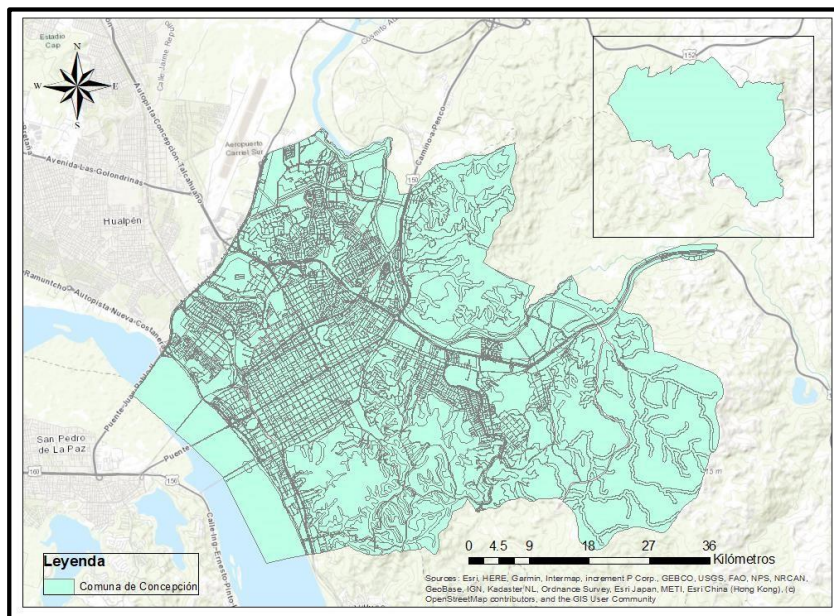 Estadio
Cap
Calle-Jaime Repu
Cosmito
152
N
W
E
S
Autopista-Concepción-Talcahuano
Aeropuerto
Carriel Sur
Camino-a-Penco
Avenida-Las-Golondrinas
150
Hualpén
Ramuntcho
Autopista-Nueva-Costanera
Puente-Juan
San Pedro
de La Paz
Puente
160
156
Calle-Ing-Ernesto-Pinto-L
Leyenda
Comuna de Concepción
0 4.5 9 18 27 36
Kilómetros
Sources: Esri, HERE, Garmin, Intermap, increment P Corp., GEBCO, USGS, FAO, NPS, NRCAN,
GeoBase, IGN, Kadaster NL, Ordnance Survey, Esri Japan, METI, Esri China (Hong Kong), (c)
OpenStreetMap contributors, and the GIS User Community